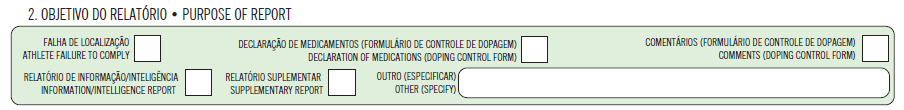 2. OBJETIVO DO RELATÓRIO • PURPOSE OF REPORT
FALHA DE LOCALIZAÇÃO
ATHLETE FAILURE TO COMPLY
DECLARAÇÃO DE MEDICAMENTOS (FORMULÁRIO DE CONTROLE DE DOPAGEM)
DECLARATION OF MEDICATIONS (DOPING CONTROL FORM)
COMENTÁRIOS (FORMULÁRIO DE CONTROLE DE DOPAGEM)
COMMENTS (DOPING CONTROL FORM)
RELATÓRIO DE INFORMAÇÃO/INTELIGÊNCIA
INFORMATION/INTELLIGENCE REPORT
RELATÓRIO SUPLEMENTAR
SUPPLEMENTARY REPORT
OUTRO (ESPECIFICAR)
OTHER (SPECIFY)